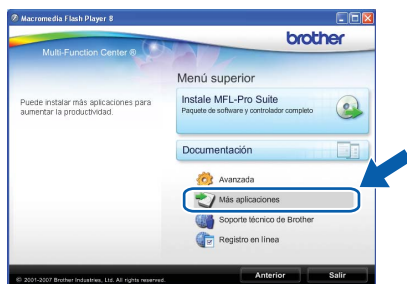 Macromedia Flash Player 8
brother
Multi-Function Center ®
Menú superior
Puede instalar más aplicaciones para
aumentar la productividad.
Instale MFL-Pro Suite
Paquete de software y controlador completo
Documentación
Avanzada
Más aplicaciones
Soporte técnico de Brother
Registro en línea
© 2001-2007 Brother Industries, Ltd. All rights reserved.
Anterior
Salir